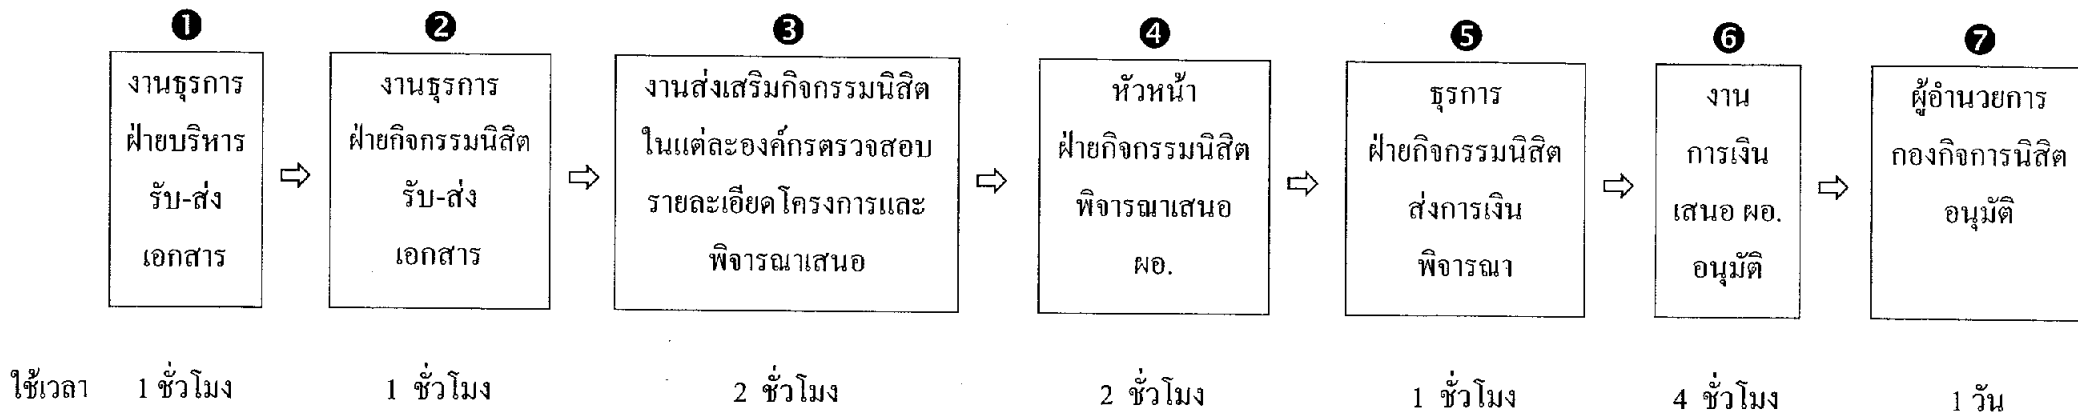 ❶
งานธุรการ
ฝ่ายบริหาร
รับ-ส่ง
เอกสาร
❷
งานธุรการ
ฝ่ายกิจกรรมนิสิต
รับ-ส่ง
เอกสาร
❸
งานส่งเสริมกิจกรรมนิสิต
ในแต่ละองค์กรตรวจสอบ
รายละเอียดโครงการและ
พิจารณาเสนอ
❹
หัวหน้า
ฝ่ายกิจกรรมนิสิต
พิจารณาเสนอ
ผอ.
❺
ธุรการ
ฝ่ายกิจกรรมนิสิต
ส่งการเงิน
พิจารณา
❻
งาน
การเงิน
เสนอ ผอ.
อนุมัติ
❼
ผู้อำนวยการ
กองกิจการนิสิต
อนุมัติ
ใช้เวลา 1 ชั่วโมง 1 ชั่วโมง 2 ชั่วโมง 2 ชั่วโมง 1 ชั่วโมง 4 ชั่วโมง 1 วัน